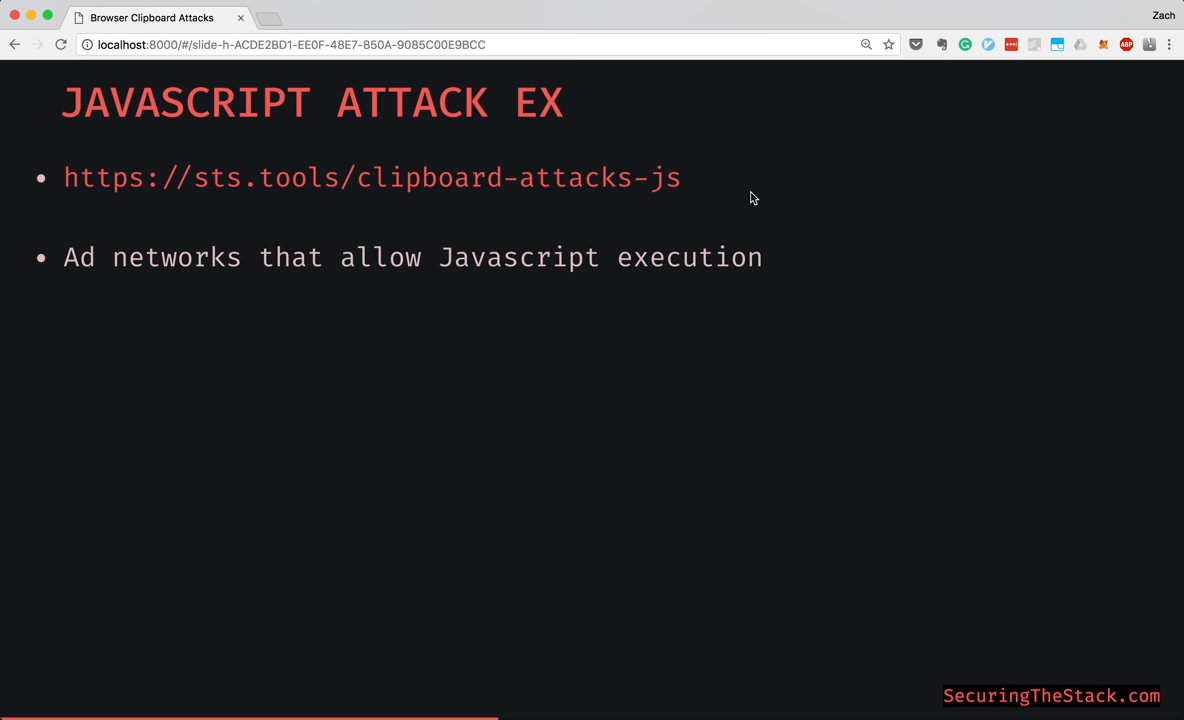 Browser Clipboard Attacks
Zach
localhost:8000/#/slide-h-ACDE2BD1-EE0F-48E7-850A-9085C00E9BCC
ABP
JAVASCRIPT ATTACK EX
• https://sts.tools/clipboard-attacks-js
• Ad networks that allow Javascript execution
SecuringTheStack.com